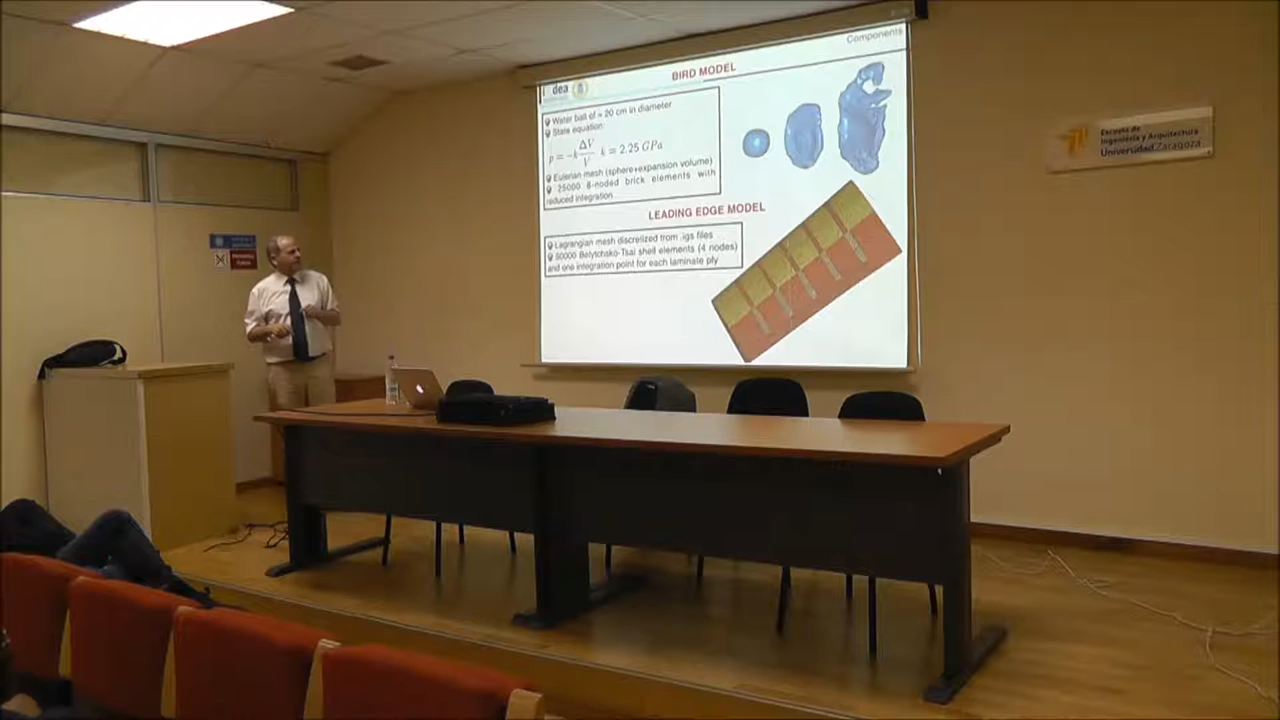 Components
dea
BIRD MODEL
Water ball of ≈ 20 cm in diameter
State equation:
p = -k ΔV/V k = 2.25 GPa
Eulerian mesh (sphere+expansion volume)
25000 8-noded brick elements with
reduced integration
LEADING EDGE MODEL
Lagrangian mesh discretized from .igs files
50000 Belytchsko-Tsai shell elements (4 nodes)
and one integration point for each laminate ply
Escuela de
Ingeniería y Arquitectura
Universidad Zaragoza